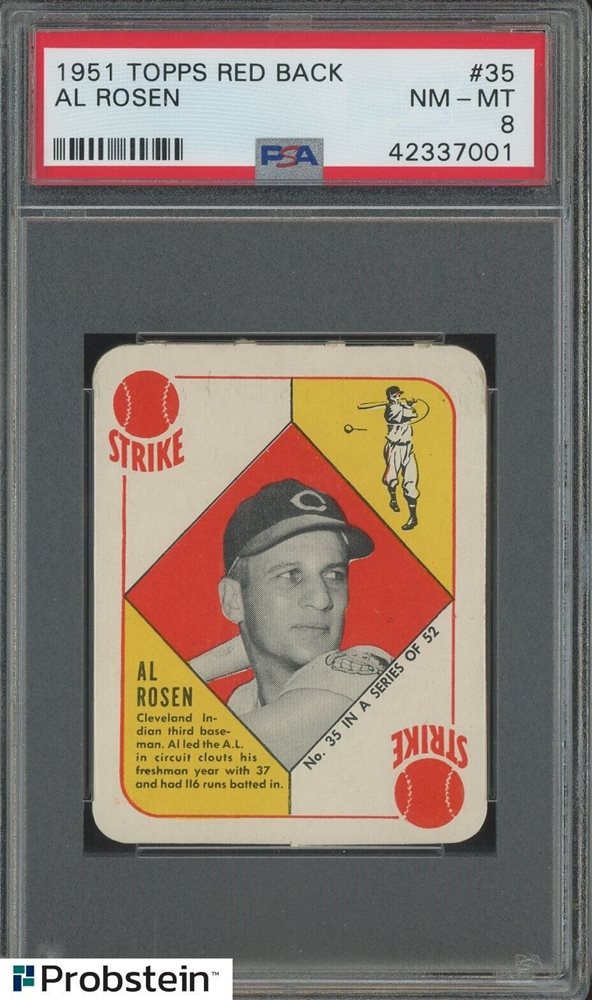 1951 TOPPS RED BACK #35
AL ROSEN NM – MT
8
PSA 42337001
STRIKE
C
AL
ROSEN
Cleveland In-
dian third base-
man. Al led the A.L.
in circuit clouts his
freshman year with 37
and had 116 runs batted in.
No. 35 IN A SERIES OF 52
STRIKE
Probstein™